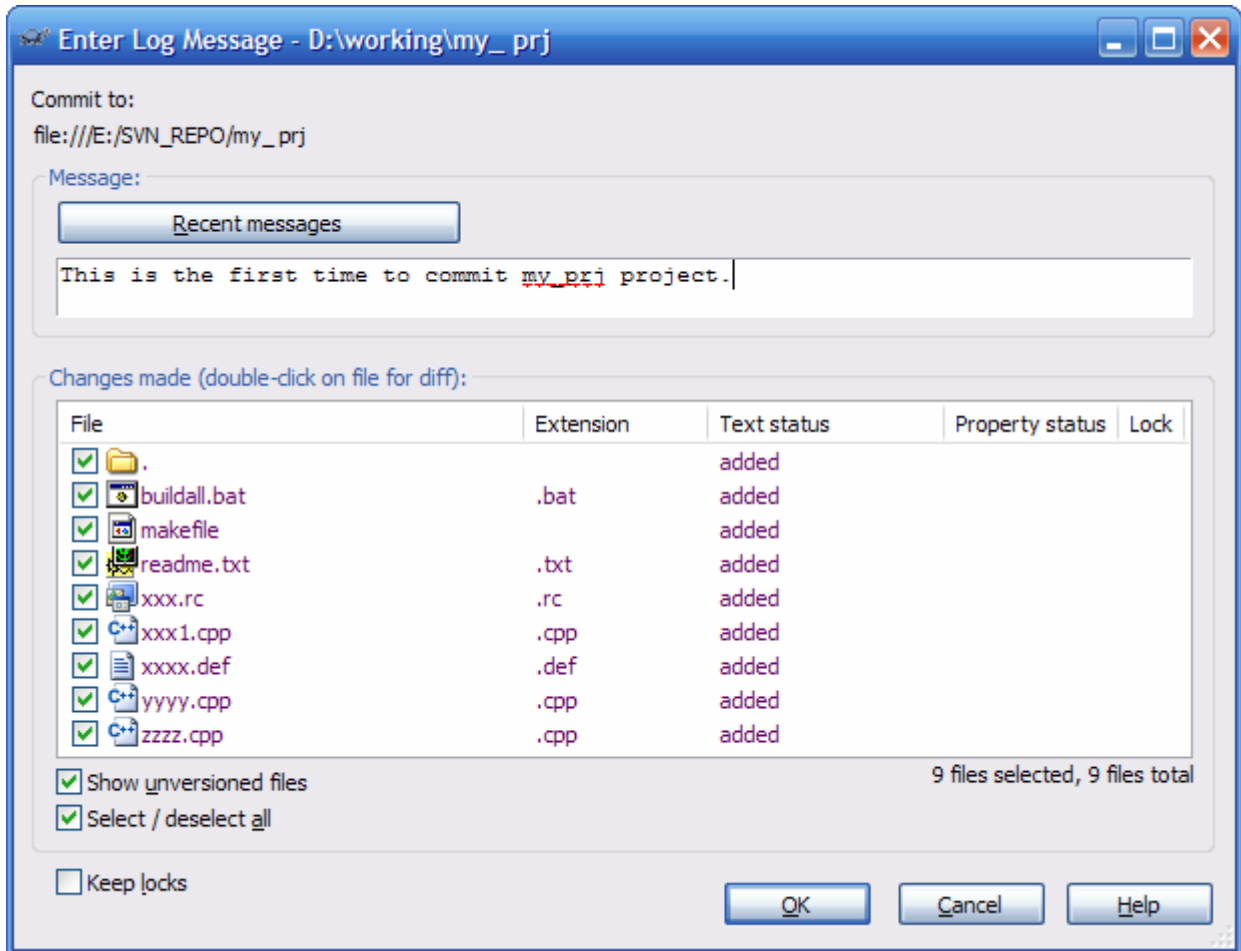 Enter Log Message - D:\working\my_ prj
Commit to:
file:///E:/SVN_REPO/my_ prj
Message:
Recent messages
This is the first time to commit my_prj project.
Changes made (double-click on file for diff):
File Extension Text status Property status Lock
. added
buildall.bat .bat added
makefile added
readme.txt .txt added
xxx.rc .rc added
xxx1.cpp .cpp added
xxxx.def .def added
yyyy.cpp .cpp added
zzzz.cpp .cpp added
Show unversioned files 9 files selected, 9 files total
Select / deselect all
Keep locks
OK Cancel Help